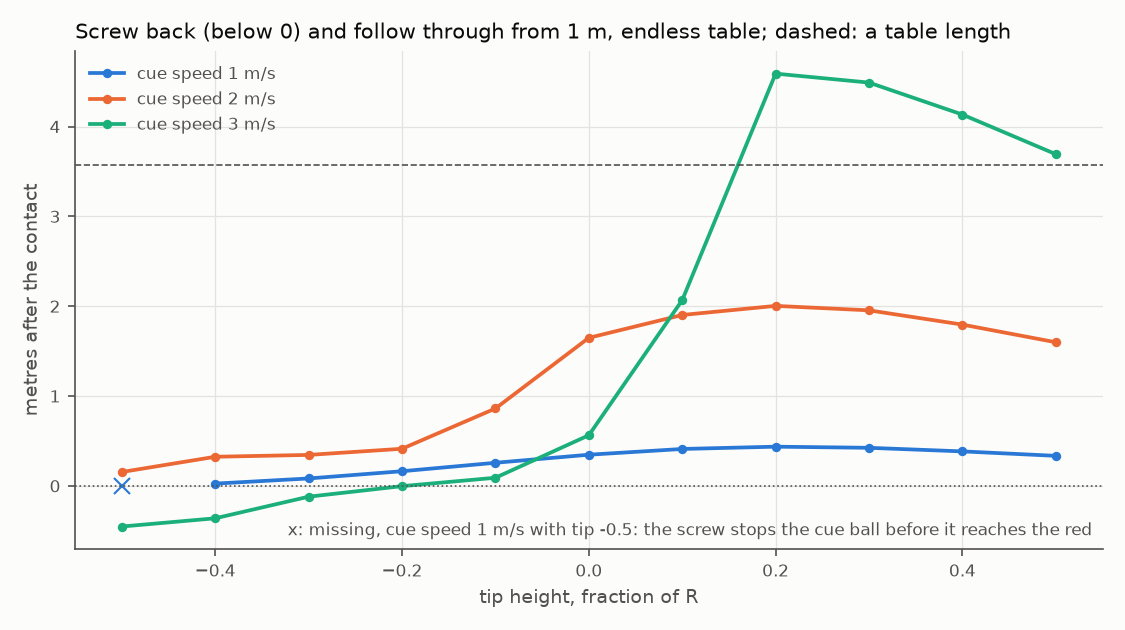 Screw back (below 0) and follow through from 1 m, endless table; dashed: a table length
cue speed 1 m/s
cue speed 2 m/s
cue speed 3 m/s
metres after the contact
4
3
2
1
0
x: missing, cue speed 1 m/s with tip -0.5: the screw stops the cue ball before it reaches the red
−0.4 −0.2 0.0 0.2 0.4
tip height, fraction of R